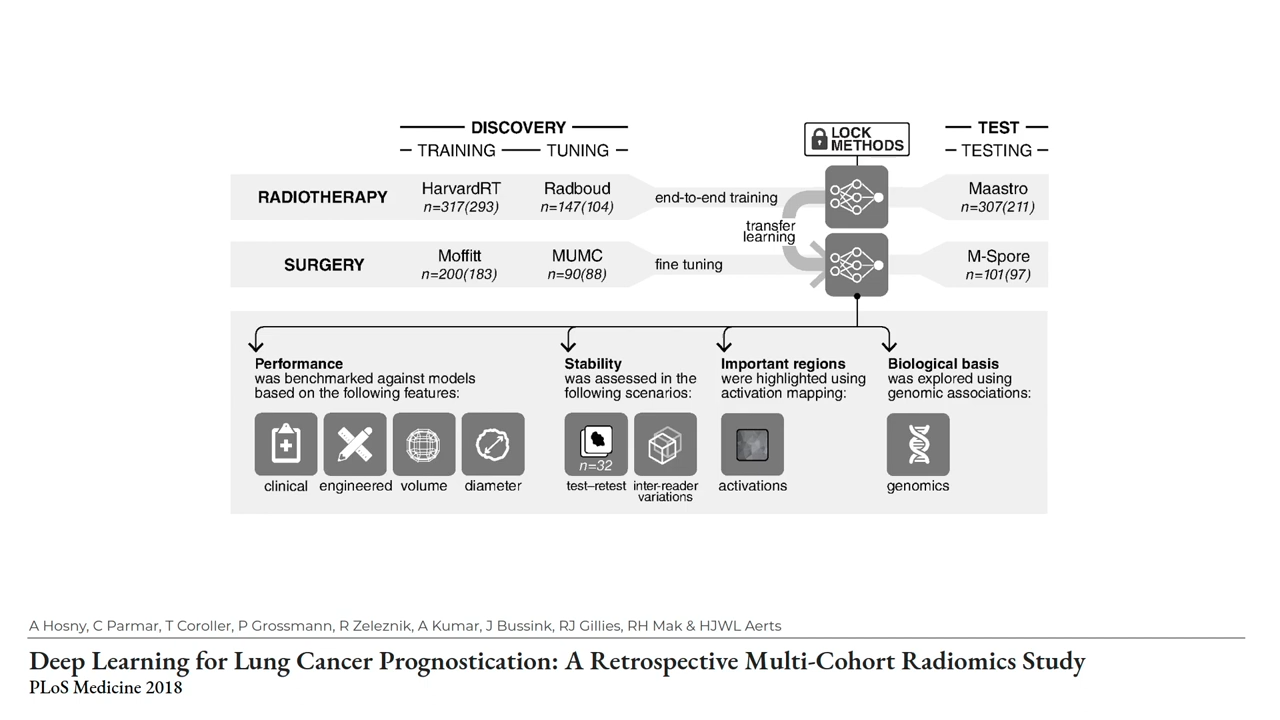 DISCOVERY
TRAINING
TUNING
LOCK
METHODS
TEST
TESTING
RADIOTHERAPY
HarvardRT
n=317(293)
Radboud
n=147(104)
end-to-end training
Maastro
n=307(211)
transfer
learning
SURGERY
Moffitt
n=200(183)
MUMC
n=90(88)
fine tuning
M-Spore
n=101(97)
Performance
was benchmarked against models
based on the following features:
clinical
engineered
volume
diameter
Stability
was assessed in the
following scenarios:
n=32
test–retest
inter-reader
variations
Important regions
were highlighted using
activation mapping:
activations
Biological basis
was explored using
genomic associations:
genomics
A Hosny, C Parmar, T Coroller, P Grossmann, R Zeleznik, A Kumar, J Bussink, RJ Gillies, RH Mak & HJWL Aerts
Deep Learning for Lung Cancer Prognostication: A Retrospective Multi-Cohort Radiomics Study
PLoS Medicine 2018